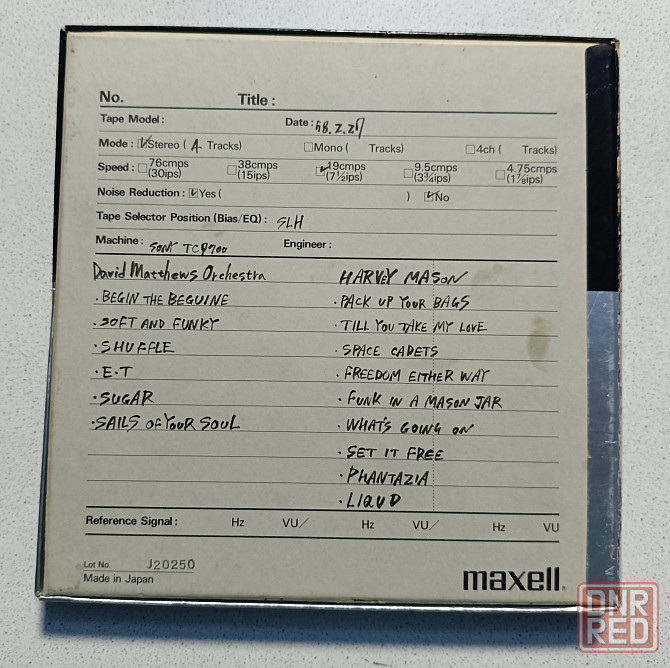 No. Title :
Tape Model : Date : 58.2.27
Mode : Stereo ( 4 Tracks) Mono ( Tracks) 4ch ( Tracks)
Speed : 76cmps (30ips) 38cmps (15ips) 19cmps (7½ips) 9.5cmps (3¾ips) 4.75cmps (1⅞ips)
Noise Reduction : Yes ( ) No
Tape Selector Position (Bias/EQ) : SLH
Machine : SONY TC9700 Engineer :
David Matthews Orchestra
· BEGIN THE BEGUINE
· SOFT AND FUNKY
· SHUFFLE
· E·T
· SUGAR
· SAILS OF YOUR SOUL
HARVEY MASON
· PACK UP YOUR BAGS
· TILL YOU TAKE MY LOVE
· SPACE CADETS
· FREEDOM EITHER WAY
· FUNK IN A MASON JAR
· WHAT'S GOING ON
· SET IT FREE
· PHANTAZIA
· LIQUD
Reference Signal : Hz VU/ Hz VU/ Hz VU
Lot No. J20250
Made in Japan
maxell.
DNR
RED